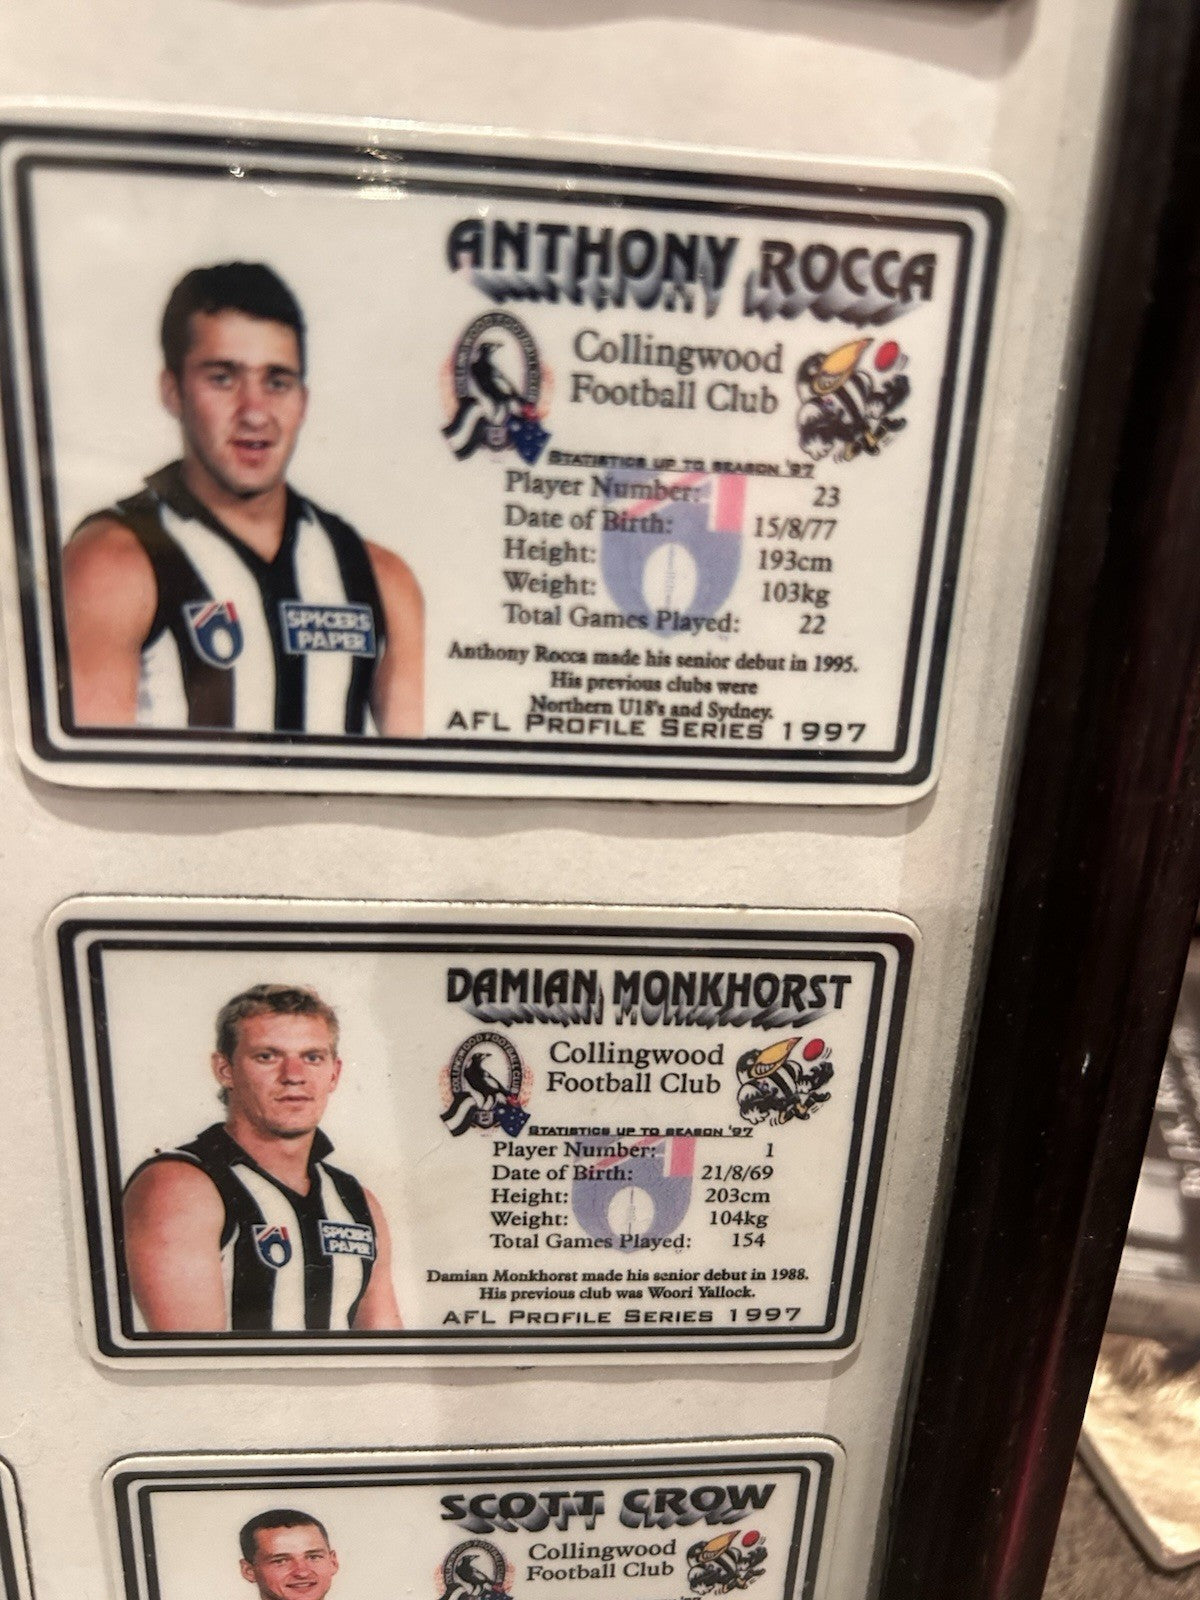 ANTHONY ROCCA
Collingwood
Football Club
STATISTICS UP TO SEASON '97
Player Number: 23
Date of Birth: 15/8/77
Height: 193cm
Weight: 103kg
Total Games Played: 22
Anthony Rocca made his senior debut in 1995.
His previous clubs were
Northern U18's and Sydney.
AFL PROFILE SERIES 1997
SPICERS
PAPER
DAMIAN MONKHORST
Collingwood
Football Club
STATISTICS UP TO SEASON '97
Player Number: 1
Date of Birth: 21/8/69
Height: 203cm
Weight: 104kg
Total Games Played: 154
Damian Monkhorst made his senior debut in 1988.
His previous club was Woori Yallock.
AFL PROFILE SERIES 1997
SPICERS
PAPER
SCOTT CROW
Collingwood
Football Club